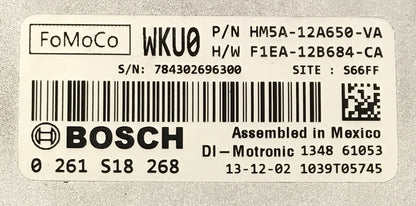 FoMoCo WKU0 P/N HM5A-12A650-VA
H/W F1EA-12B684-CA
S/N: 784302696300 SITE : S66FF
BOSCH Assembled in Mexico
DI-Motronic 1348 61053
0 261 S18 268 13-12-02 1039T05745